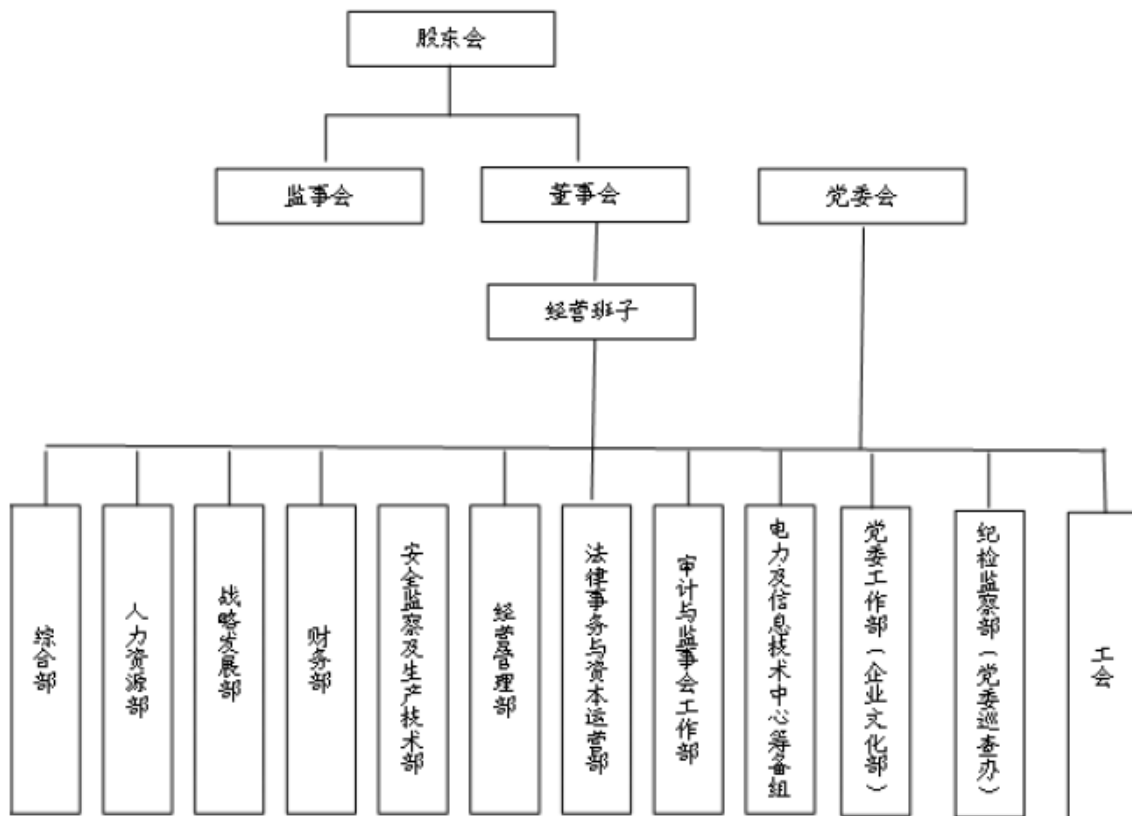 股东会
监事会
董事会
党委会
经营班子
综合部
人力资源部
战略发展部
财务部
安全监察及生产技术部
经营管理部
法律事务与资本运营部
审计与监事会工作部
电力及信息技术中心筹备组
党委工作部（企业文化部）
纪检监察部（党委巡查办）
工会